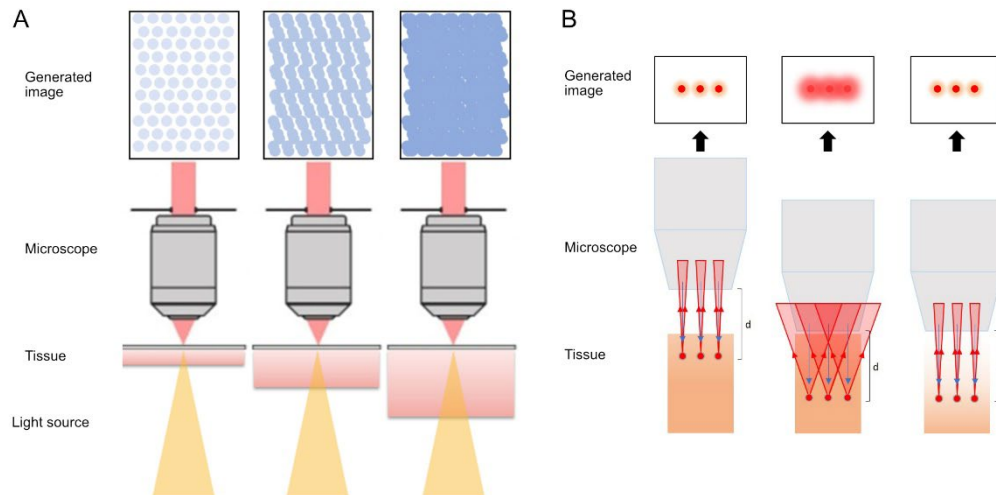 A
Generated
image
Microscope
Tissue
Light source
B
Generated
image
Microscope
Tissue
d
d